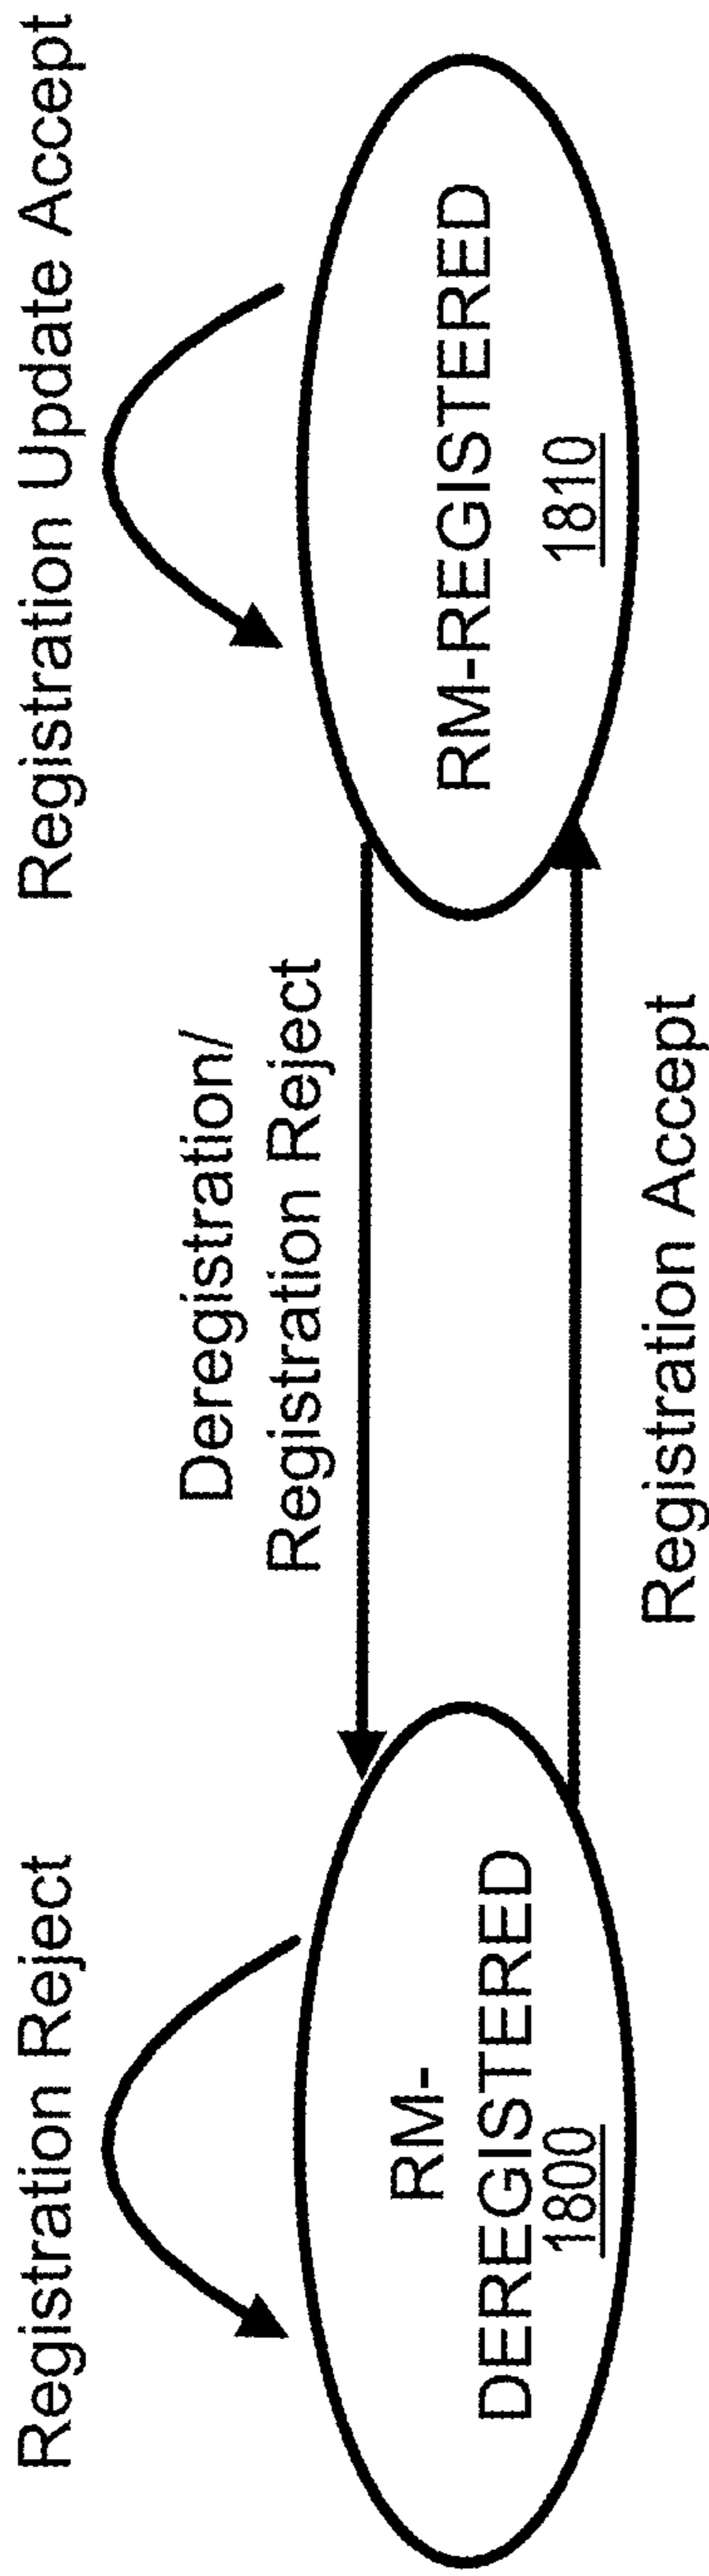 Registration Reject
Registration Update Accept
Deregistration/
Registration Reject
RM-
DEREGISTERED
1800
RM-REGISTERED
1810
Registration Accept